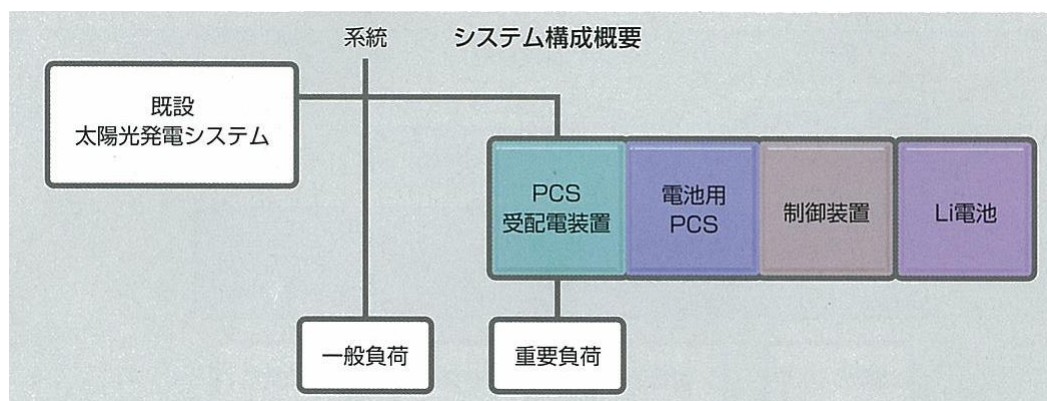 系統
システム構成概要
既設
太陽光発電システム
PCS
受配電装置
電池用
PCS
制御装置
Li電池
一般負荷
重要負荷